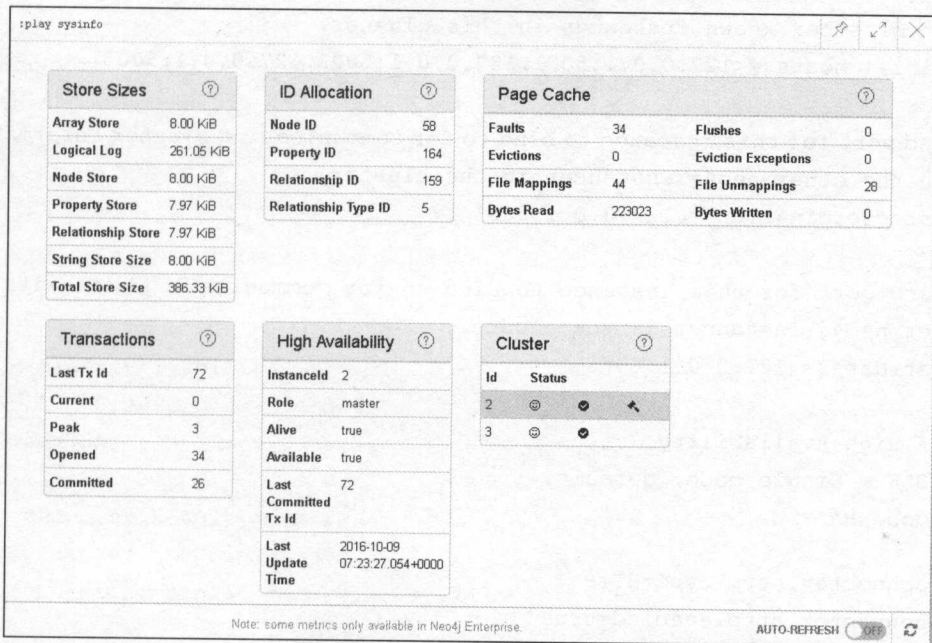 :play sysinfo
Store Sizes ?
Array Store 8.00 KiB
Logical Log 261.05 KiB
Node Store 8.00 KiB
Property Store 7.97 KiB
Relationship Store 7.97 KiB
String Store Size 8.00 KiB
Total Store Size 386.33 KiB
ID Allocation ?
Node ID 58
Property ID 164
Relationship ID 159
Relationship Type ID 5
Page Cache ?
Faults 34 Flushes 0
Evictions 0 Eviction Exceptions 0
File Mappings 44 File Unmappings 28
Bytes Read 223023 Bytes Written 0
Transactions ?
Last Tx Id 72
Current 0
Peak 3
Opened 34
Committed 26
High Availability ?
InstanceId 2
Role master
Alive true
Available true
Last 72
Committed
Tx Id
Last 2016-10-09
Update 07:23:27.054+0000
Time
Cluster ?
Id Status
2
3
Note: some metrics only available in Neo4j Enterprise.
AUTO-REFRESH OFF